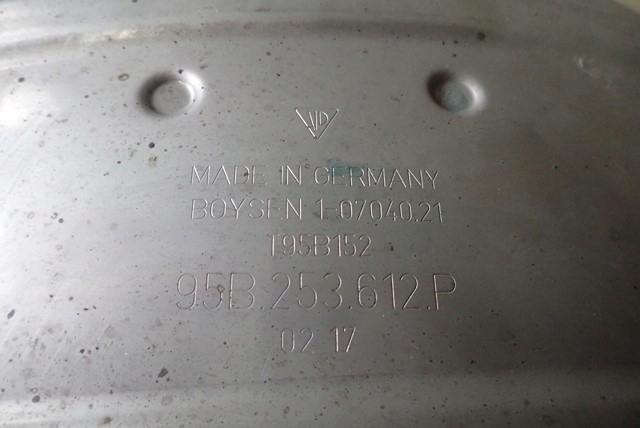 MADE IN GERMANY
BOYSEN 1-07040.21
T95B152
95B.253.612.P
02 17